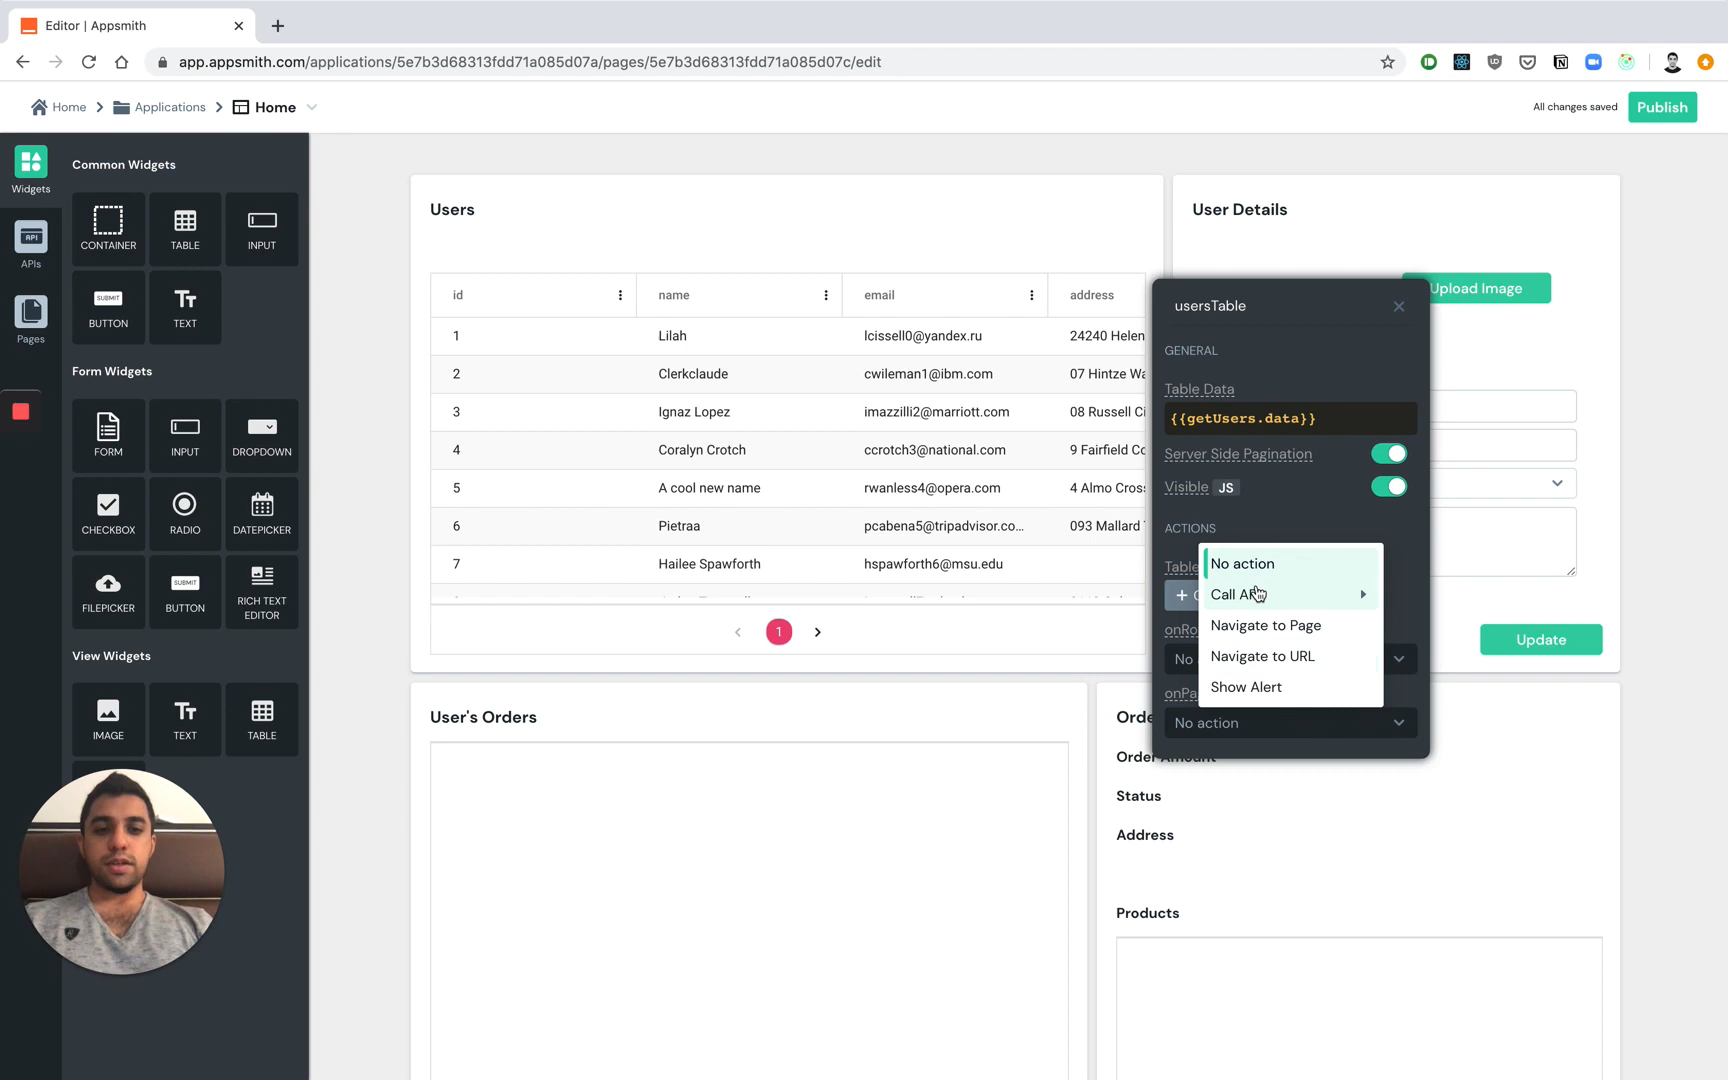 Editor | Appsmith
app.appsmith.com/applications/5e7b3d68313fdd71a085d07a/pages/5e7b3d68313fdd71a085d07c/edit
Home
Applications
Home
All changes saved
Publish
Widgets
APIs
Pages
Common Widgets
CONTAINER
TABLE
INPUT
SUBMIT
BUTTON
TEXT
Form Widgets
FORM
INPUT
DROPDOWN
CHECKBOX
RADIO
DATEPICKER
FILEPICKER
SUBMIT
BUTTON
RICH TEXT
EDITOR
View Widgets
IMAGE
TEXT
TABLE
Users
id name email address
1 Lilah lcissell0@yandex.ru 24240 Helen
2 Clerkclaude cwileman1@ibm.com 07 Hintze Wa
3 Ignaz Lopez imazzilli2@marriott.com 08 Russell Ci
4 Coralyn Crotch ccrotch3@national.com 9 Fairfield Co
5 A cool new name rwanless4@opera.com 4 Almo Cross
6 Pietraa pcabena5@tripadvisor.co... 093 Mallard
7 Hailee Spawforth hspawforth6@msu.edu
1
User Details
Upload Image
Update
usersTable
GENERAL
Table Data
{{getUsers.data}}
Server Side Pagination
Visible JS
ACTIONS
Table
No action
Call AP
Navigate to Page
Navigate to URL
Show Alert
onRo
No
onPa
No action
User's Orders
Orde
Order Amount
Status
Address
Products